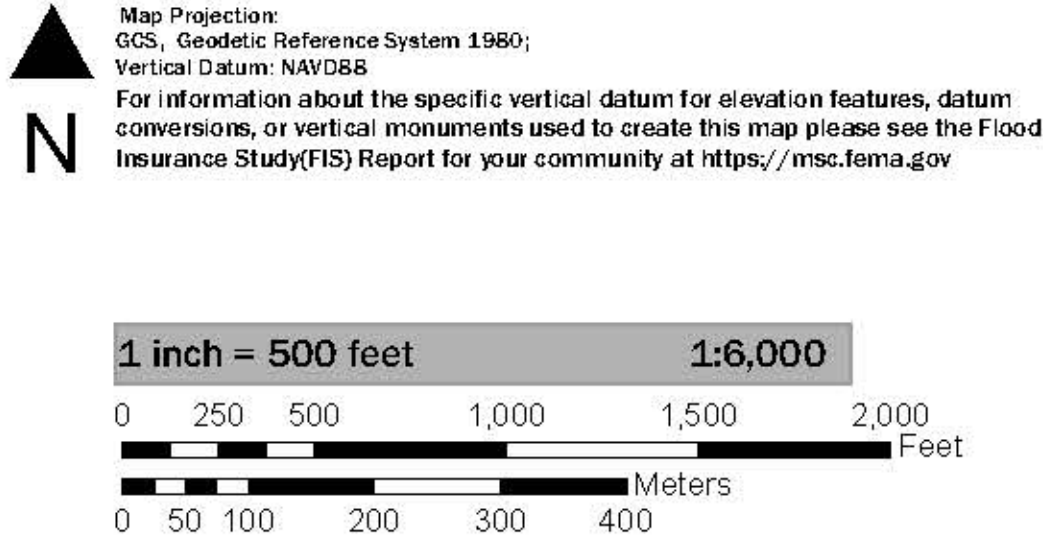 Map Projection:
GCS, Geodetic Reference System 1980;
Vertical Datum: NAVD88
For information about the specific vertical datum for elevation features, datum
conversions, or vertical monuments used to create this map please see the Flood
Insurance Study(FIS) Report for your community at https://msc.fema.gov
N
1 inch = 500 feet 1:6,000
0 250 500 1,000 1,500 2,000
Feet
Meters
0 50 100 200 300 400